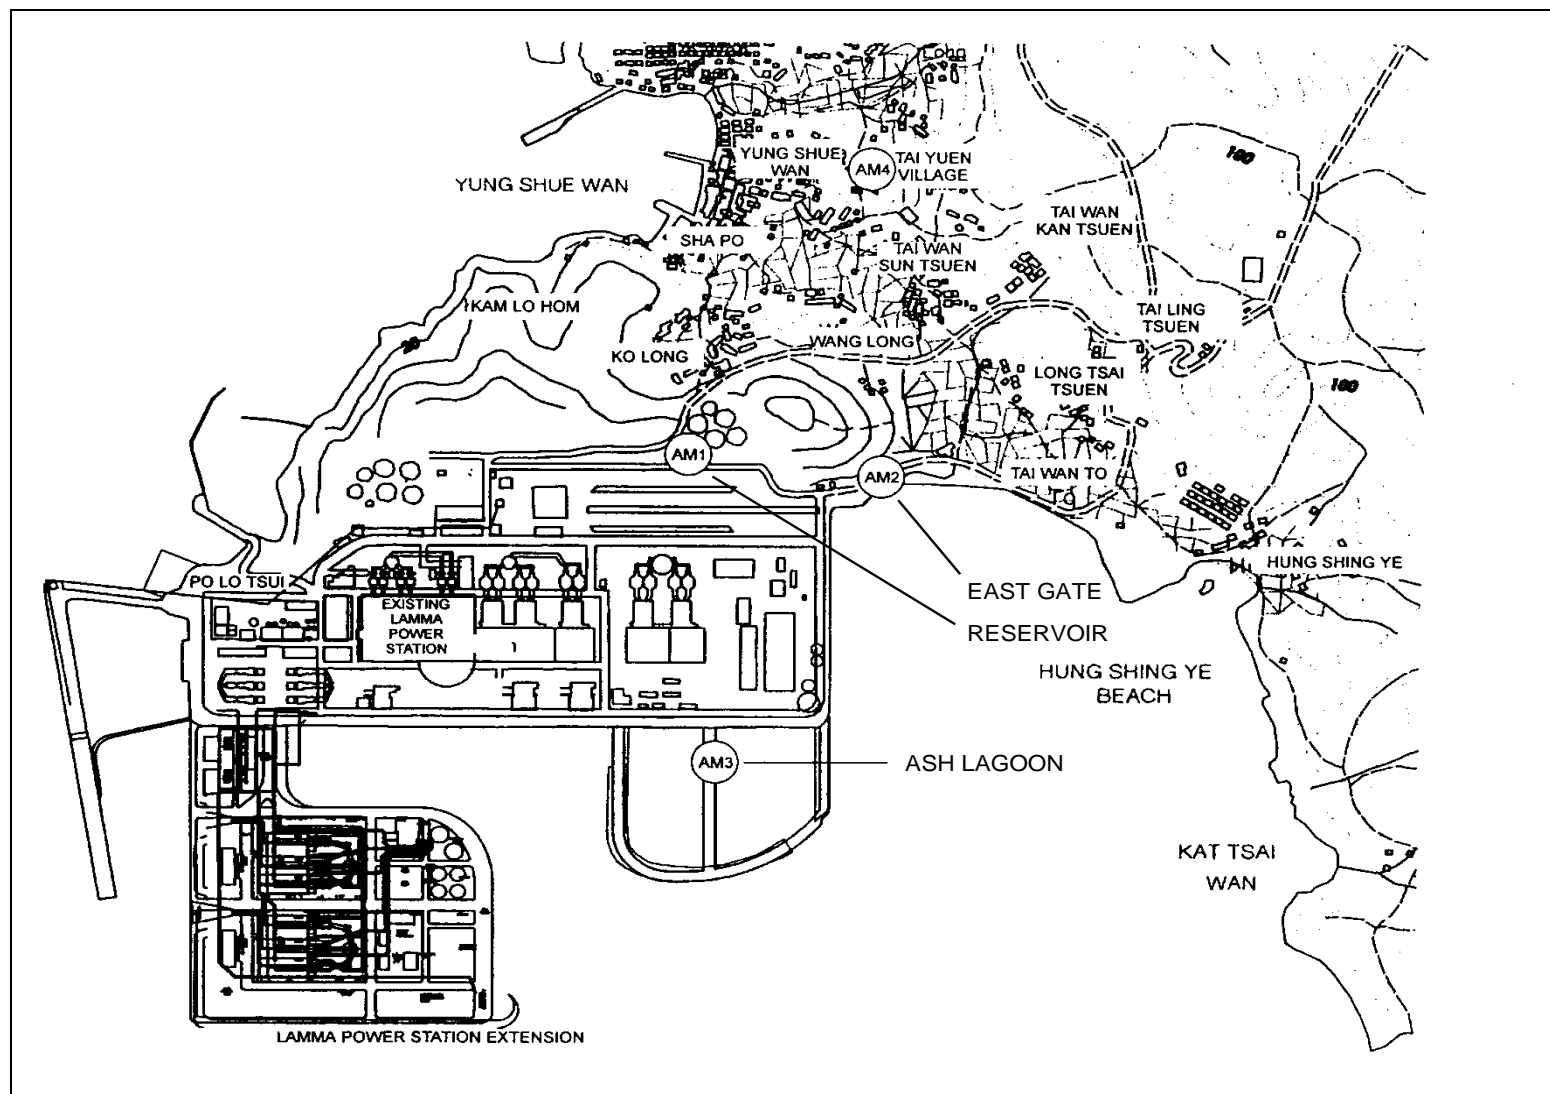 100
YUNG SHUE
WAN
AM4
TAI YUEN
VILLAGE
YUNG SHUE WAN
TAI WAN
KAN TSUEN
SHA PO
TAI WAN
SUN TSUEN
KAM LO HOM
TAI LING
TSUEN
WANG LONG
KO LONG
LONG TSAI
TSUEN
100
AM1
AM2
TAI WAN TO
HUNG SHING YE
PO LO TSUI
EAST GATE
EXISTING
LAMMA
POWER
STATION
RESERVOIR
HUNG SHING YE
BEACH
AM3
ASH LAGOON
KAT TSAI
WAN
LAMMA POWER STATION EXTENSION